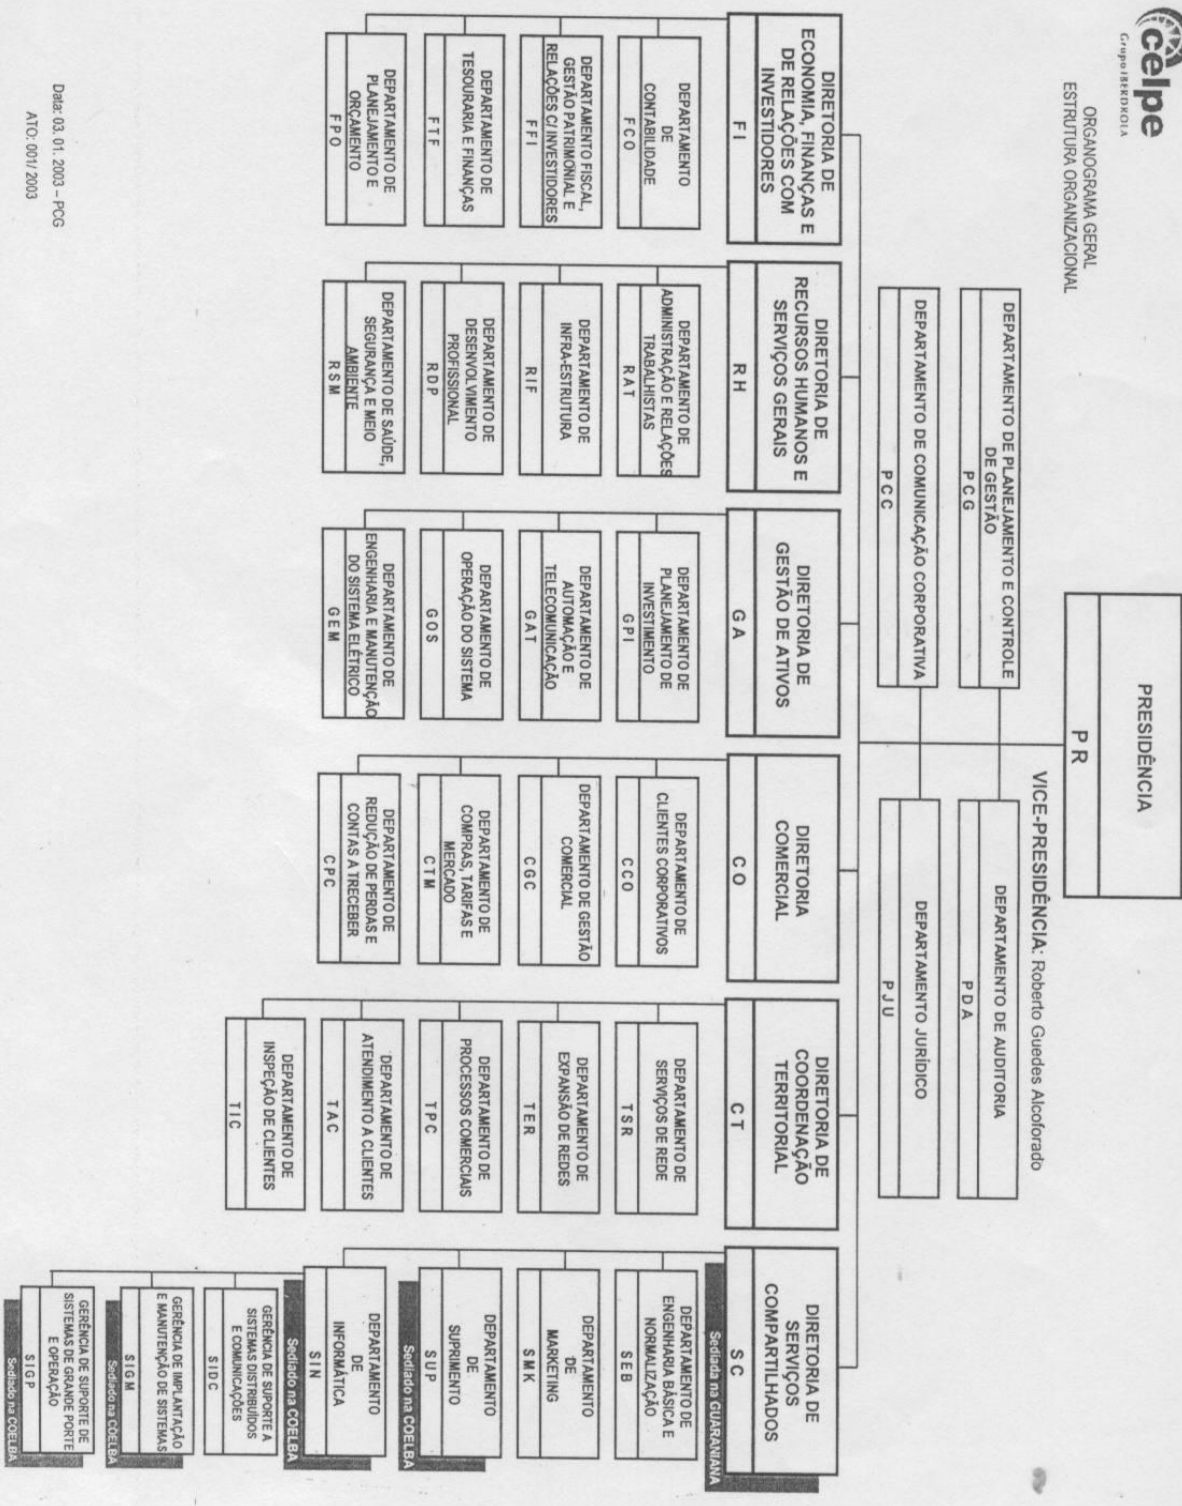 celpe
Grupo IBERDROLA
ORGANOGRAMA GERAL
ESTRUTURA ORGANIZACIONAL
PRESIDÊNCIA
P R
VICE-PRESIDÊNCIA: Roberto Guedes Alcoforado
DEPARTAMENTO DE PLANEJAMENTO E CONTROLE
DE GESTÃO
P C G
DEPARTAMENTO DE AUDITORIA
P D A
DEPARTAMENTO DE COMUNICAÇÃO CORPORATIVA
P C C
DEPARTAMENTO JURÍDICO
P J U
DIRETORIA DE
ECONOMIA, FINANÇAS E
DE RELAÇÕES COM
INVESTIDORES
F I
DEPARTAMENTO
DE
CONTABILIDADE
F C O
DEPARTAMENTO FISCAL,
GESTÃO PATRIMONIAL E
RELAÇÕES C/ INVESTIDORES
F F I
DEPARTAMENTO DE
TESOURARIA E FINANÇAS
F T F
DEPARTAMENTO DE
PLANEJAMENTO E
ORÇAMENTO
F P O
DIRETORIA DE
RECURSOS HUMANOS E
SERVIÇOS GERAIS
R H
DEPARTAMENTO DE
ADMINISTRAÇÃO E RELAÇÕES
TRABALHISTAS
R A T
DEPARTAMENTO DE
INFRA-ESTRUTURA
R I F
DEPARTAMENTO DE
DESENVOLVIMENTO
PROFISSIONAL
R D P
DEPARTAMENTO DE SAÚDE,
SEGURANÇA E MEIO
AMBIENTE
R S M
DIRETORIA DE
GESTÃO DE ATIVOS
G A
DEPARTAMENTO DE
PLANEJAMENTO DE
INVESTIMENTO
G P I
DEPARTAMENTO DE
AUTOMAÇÃO E
TELECOMUNICAÇÃO
G A T
DEPARTAMENTO DE
OPERAÇÃO DO SISTEMA
G O S
DEPARTAMENTO DE
ENGENHARIA E MANUTENÇÃO
DO SISTEMA ELÉTRICO
G E M
DIRETORIA
COMERCIAL
C O
DEPARTAMENTO DE
CLIENTES CORPORATIVOS
C C O
DEPARTAMENTO DE GESTÃO
COMERCIAL
C G C
DEPARTAMENTO DE
COMPRAS, TARIFAS E
MERCADO
C T M
DEPARTAMENTO DE
REDUÇÃO DE PERDAS E
CONTAS A TRECEBER
C P C
DIRETORIA DE
COORDENAÇÃO
TERRITORIAL
C T
DEPARTAMENTO DE
SERVIÇOS DE REDE
T S R
DEPARTAMENTO DE
EXPANSÃO DE REDES
T E R
DEPARTAMENTO DE
PROCESSOS COMERCIAIS
T P C
DEPARTAMENTO DE
ATENDIMENTO A CLIENTES
T A C
DEPARTAMENTO DE
INSPEÇÃO DE CLIENTES
T I C
DIRETORIA DE
SERVIÇOS
COMPARTILHADOS
S C
Sediada na GUARANIANA
DEPARTAMENTO DE
ENGENHARIA BÁSICA E
NORMALIZAÇÃO
S E B
DEPARTAMENTO
DE
MARKETING
S M K
DEPARTAMENTO
DE
SUPRIMENTO
S U P
Sediado na COELBA
DEPARTAMENTO
DE
INFORMÁTICA
S I N
Sediado na COELBA
GERÊNCIA DE SUPORTE A
SISTEMAS DISTRIBUÍDOS
E COMUNICAÇÕES
S I D C
GERÊNCIA DE IMPLANTAÇÃO
E MANUTENÇÃO DE SISTEMAS
S I G M
Sediado na COELBA
GERÊNCIA DE SUPORTE DE
SISTEMAS DE GRANDE PORTE
E OPERAÇÃO
S I G P
Sediado na COELBA
Data: 03. 01. 2003 – PCG
ATO: 001/ 2003